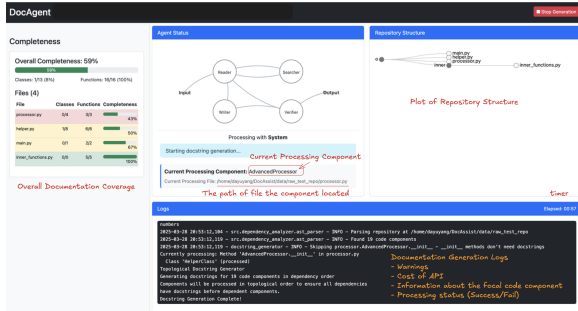 DocAgent
Stop Generation
Completeness
Overall Completeness: 59%
59%
Classes: 1/13 (8%) Functions: 16/16 (100%)
Files (4)
File Classes Functions Completeness
processor.py 0/4 3/3 43%
helper.py 1/8 6/6 50%
main.py 0/1 2/2 67%
inner_functions.py 0/0 5/5 100%
Overall Documentation Coverage
Agent Status
Reader
Searcher
Input
Output
Writer
Verifier
Processing with System
Starting docstring generation...
Current Processing Component
Current Processing Component: AdvancedProcessor
Current Processing File: /home/dayuyang/DocAssist/data/raw_test_repo/processor.py
The path of file the component located
Repository Structure
main.py
helper.py
processor.py
inner
inner_functions.py
Plot of Repository Structure
timer
Logs
Elapsed: 00:57
numbers
2025-03-28 20:53:12,104 - src.dependency_analyzer.ast_parser - INFO - Parsing repository at /home/dayuyang/DocAssist/data/raw_test_repo
2025-03-28 20:53:12,119 - src.dependency_analyzer.ast_parser - INFO - Found 19 code components
2025-03-28 20:53:12,119 - docstring_generator - INFO - Skipping processor.AdvancedProcessor.__init__ - __init__ methods don't need docstrings
Currently processing: Method 'AdvancedProcessor.__init__' in processor.py
Class 'HelperClass' (processed)
Topological Docstring Generator
Generating docstrings for 19 code components in dependency order
Components will be processed in topological order to ensure all dependencies
have docstrings before dependent components.
Docstring Generation Complete!
Documentation Generation Logs
- Warnings
- Cost of API
- Information about the focal code component
- Processing status (Success/Fail)